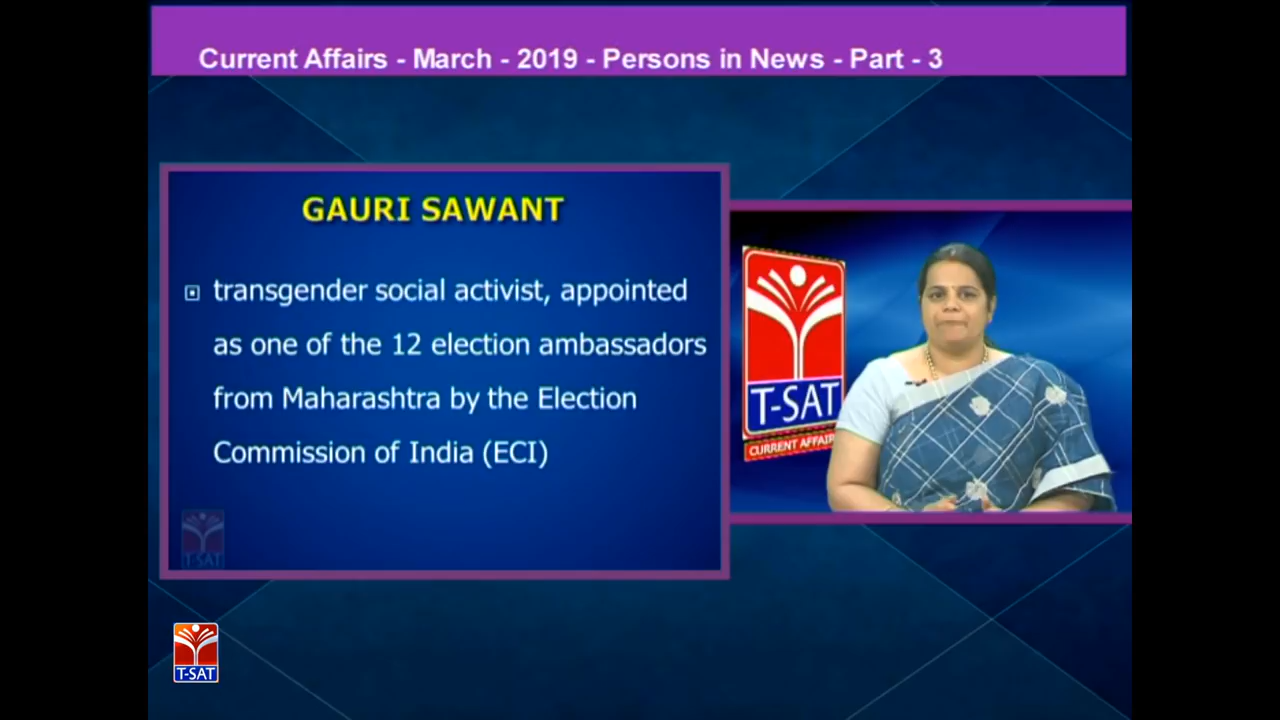 Current Affairs - March - 2019 - Persons in News - Part - 3
GAURI SAWANT
transgender social activist, appointed
as one of the 12 election ambassadors
from Maharashtra by the Election
Commission of India (ECI)
T-SAT
T-SAT
CURRENT AFFAIRS
T-SAT